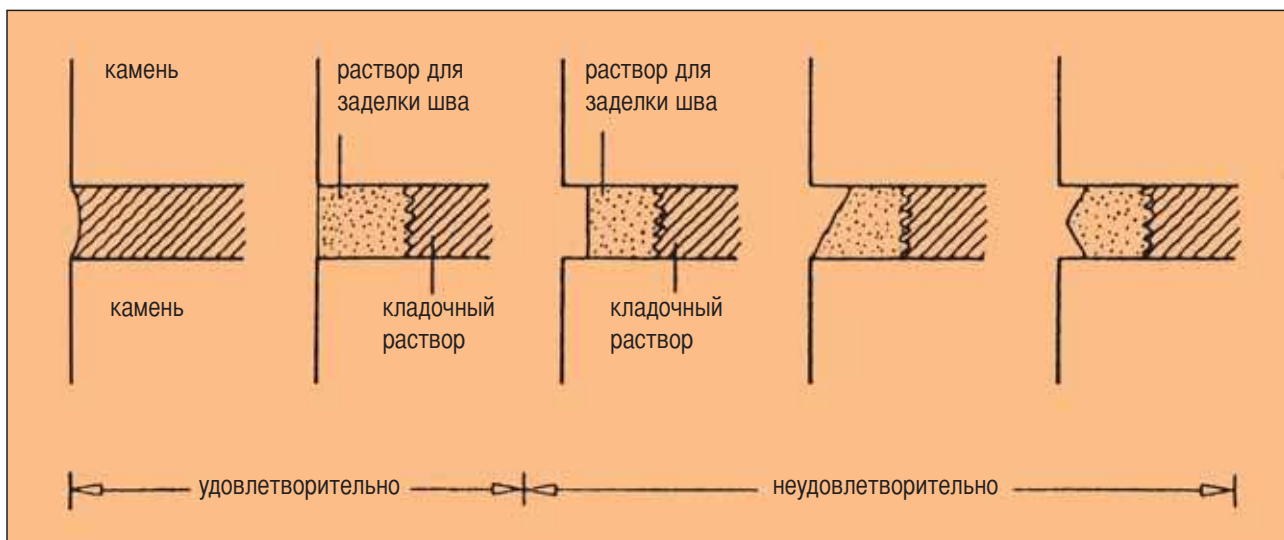 камень
раствор для
заделки шва
раствор для
заделки шва
камень
кладочный
раствор
кладочный
раствор
удовлетворительно
неудовлетворительно